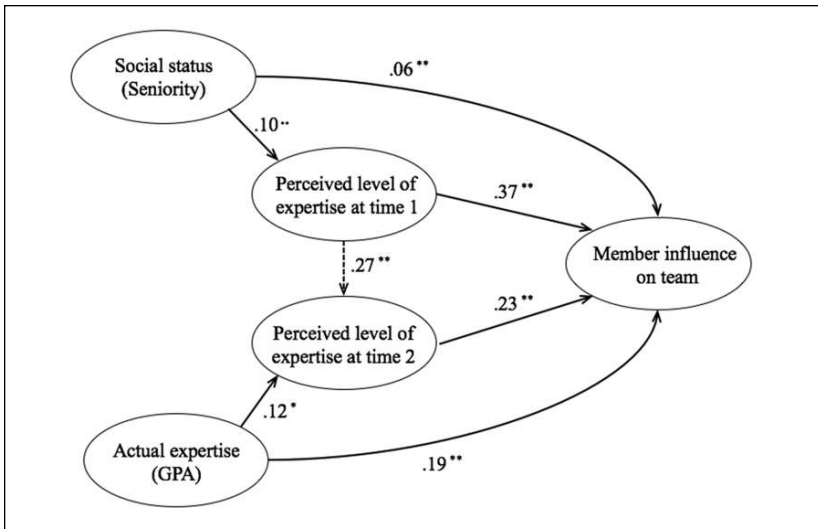 Social status
(Seniority)
.06**
.10**
Perceived level of
expertise at time 1
.37**
Member influence
on team
.27**
Perceived level of
expertise at time 2
.23**
.12*
Actual expertise
(GPA)
.19**